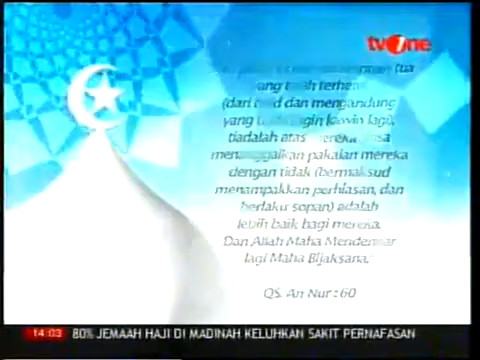 tvOne
tua
yang telah terhenti
(dari haid dan mengandung
yang ingin kawin lagi,
tiadalah atas mereka dosa
menanggalkan pakaian mereka
dengan tidak (bermaksud
menampakkan perhiasan, dan
berlaku sopan) adalah
lebih baik bagi mereka.
Dan Allah Maha Mendengar
lagi Maha Bijaksana."
QS. An Nur : 60
14:03 80% JEMAAH HAJI DI MADINAH KELUHKAN SAKIT PERNAFASAN